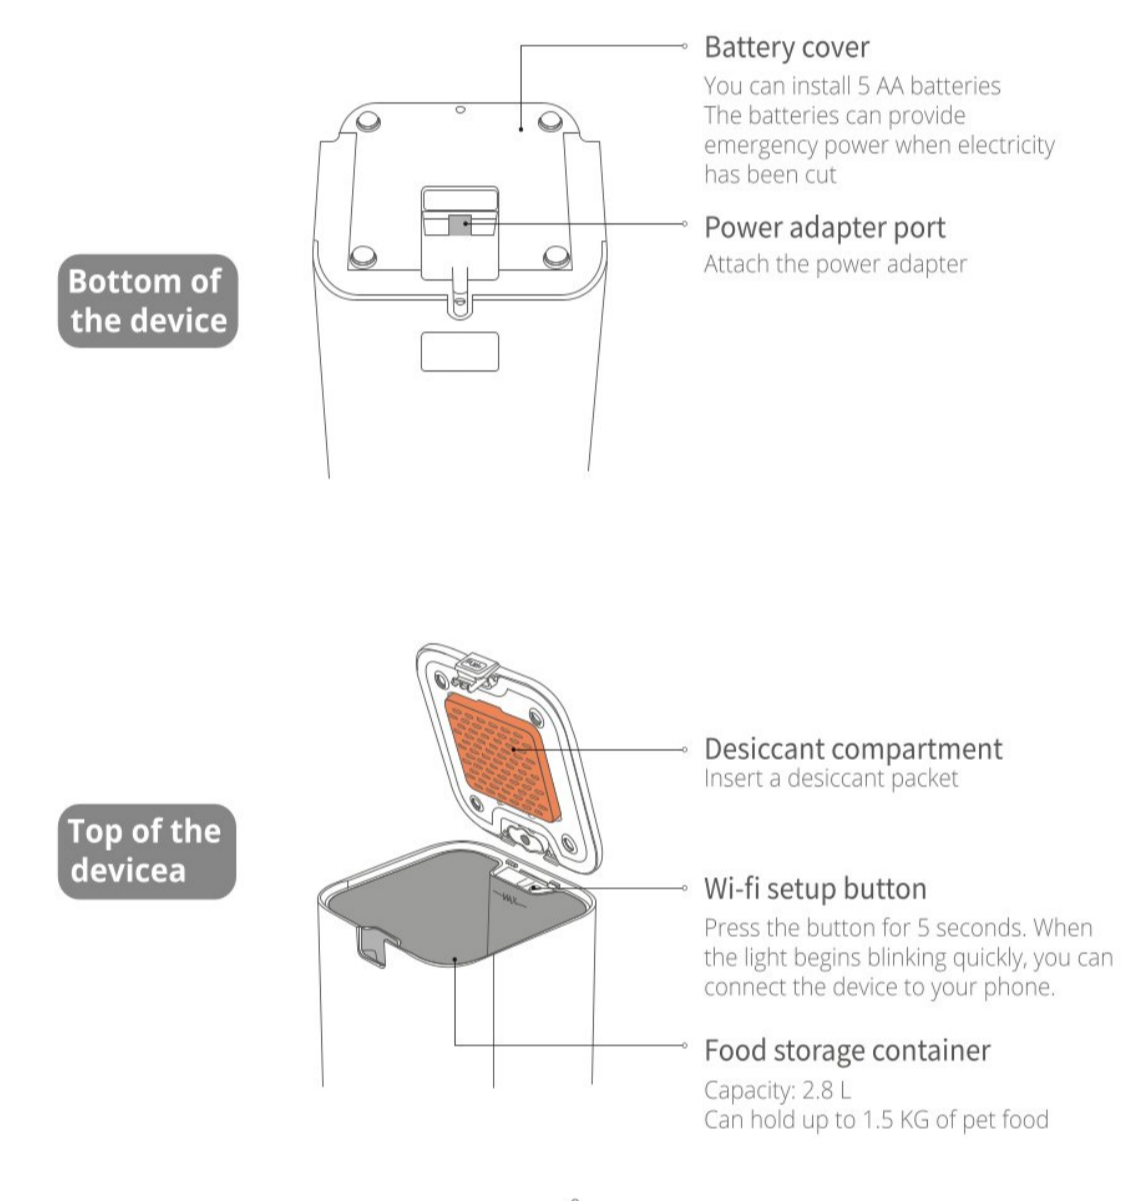 Battery cover
You can install 5 AA batteries
The batteries can provide
emergency power when electricity
has been cut
Power adapter port
Attach the power adapter
Bottom of
the device
Desiccant compartment
Insert a desiccant packet
Top of the
devicea
Wi-fi setup button
Press the button for 5 seconds. When
the light begins blinking quickly, you can
connect the device to your phone.
Food storage container
Capacity: 2.8 L
Can hold up to 1.5 KG of pet food